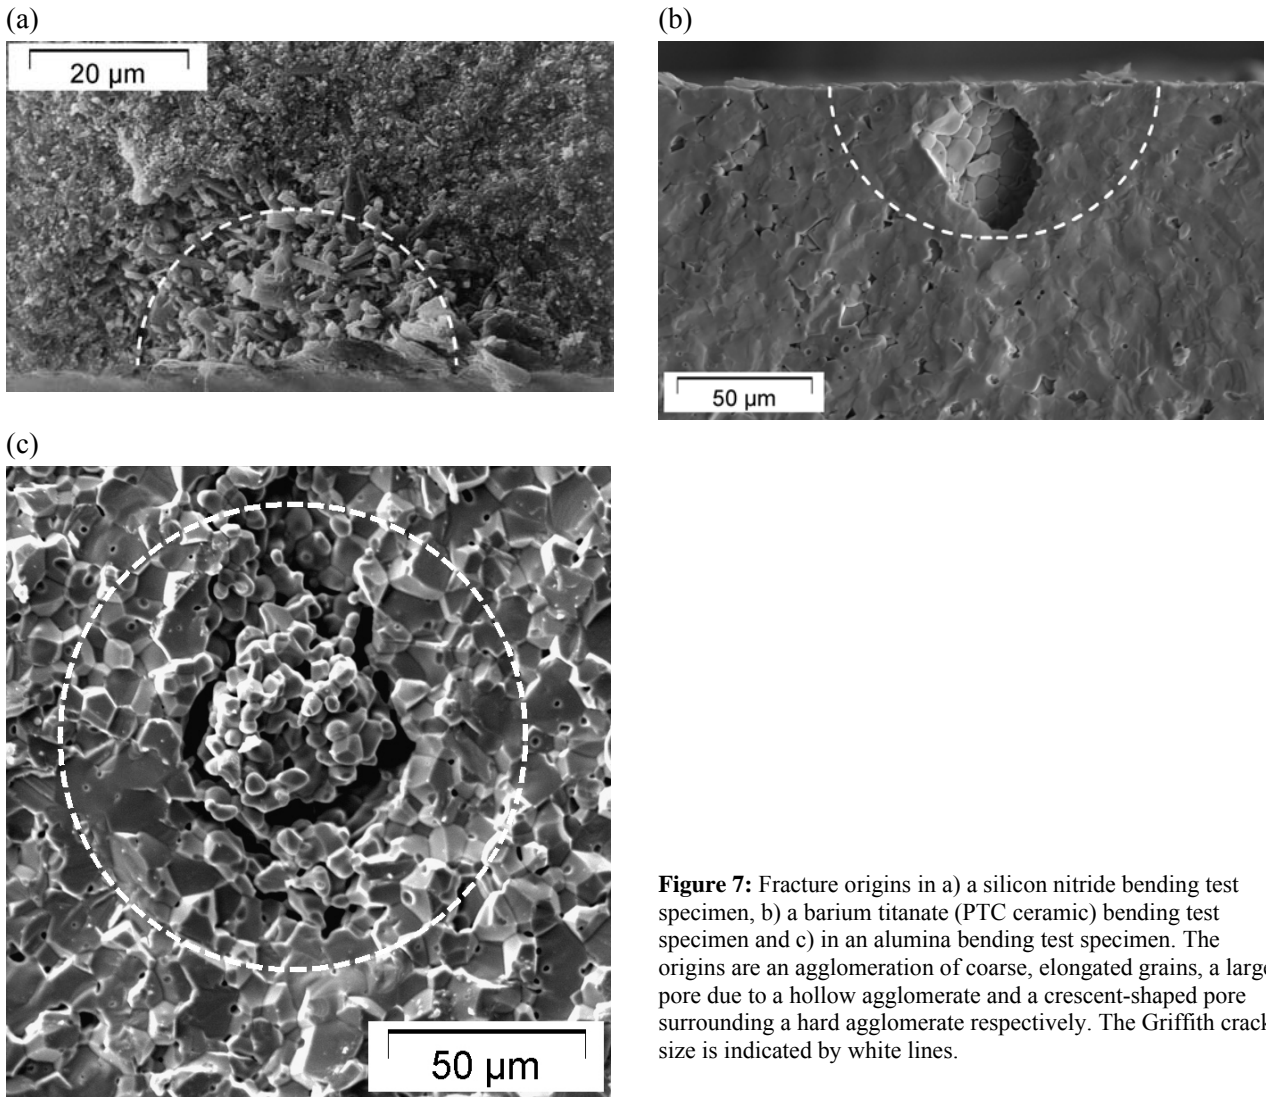 (a)
20 µm
(b)
50 µm
(c)
50 µm
Figure 7: Fracture origins in a) a silicon nitride bending test
specimen, b) a barium titanate (PTC ceramic) bending test
specimen and c) in an alumina bending test specimen. The
origins are an agglomeration of coarse, elongated grains, a large
pore due to a hollow agglomerate and a crescent-shaped pore
surrounding a hard agglomerate respectively. The Griffith crack
size is indicated by white lines.